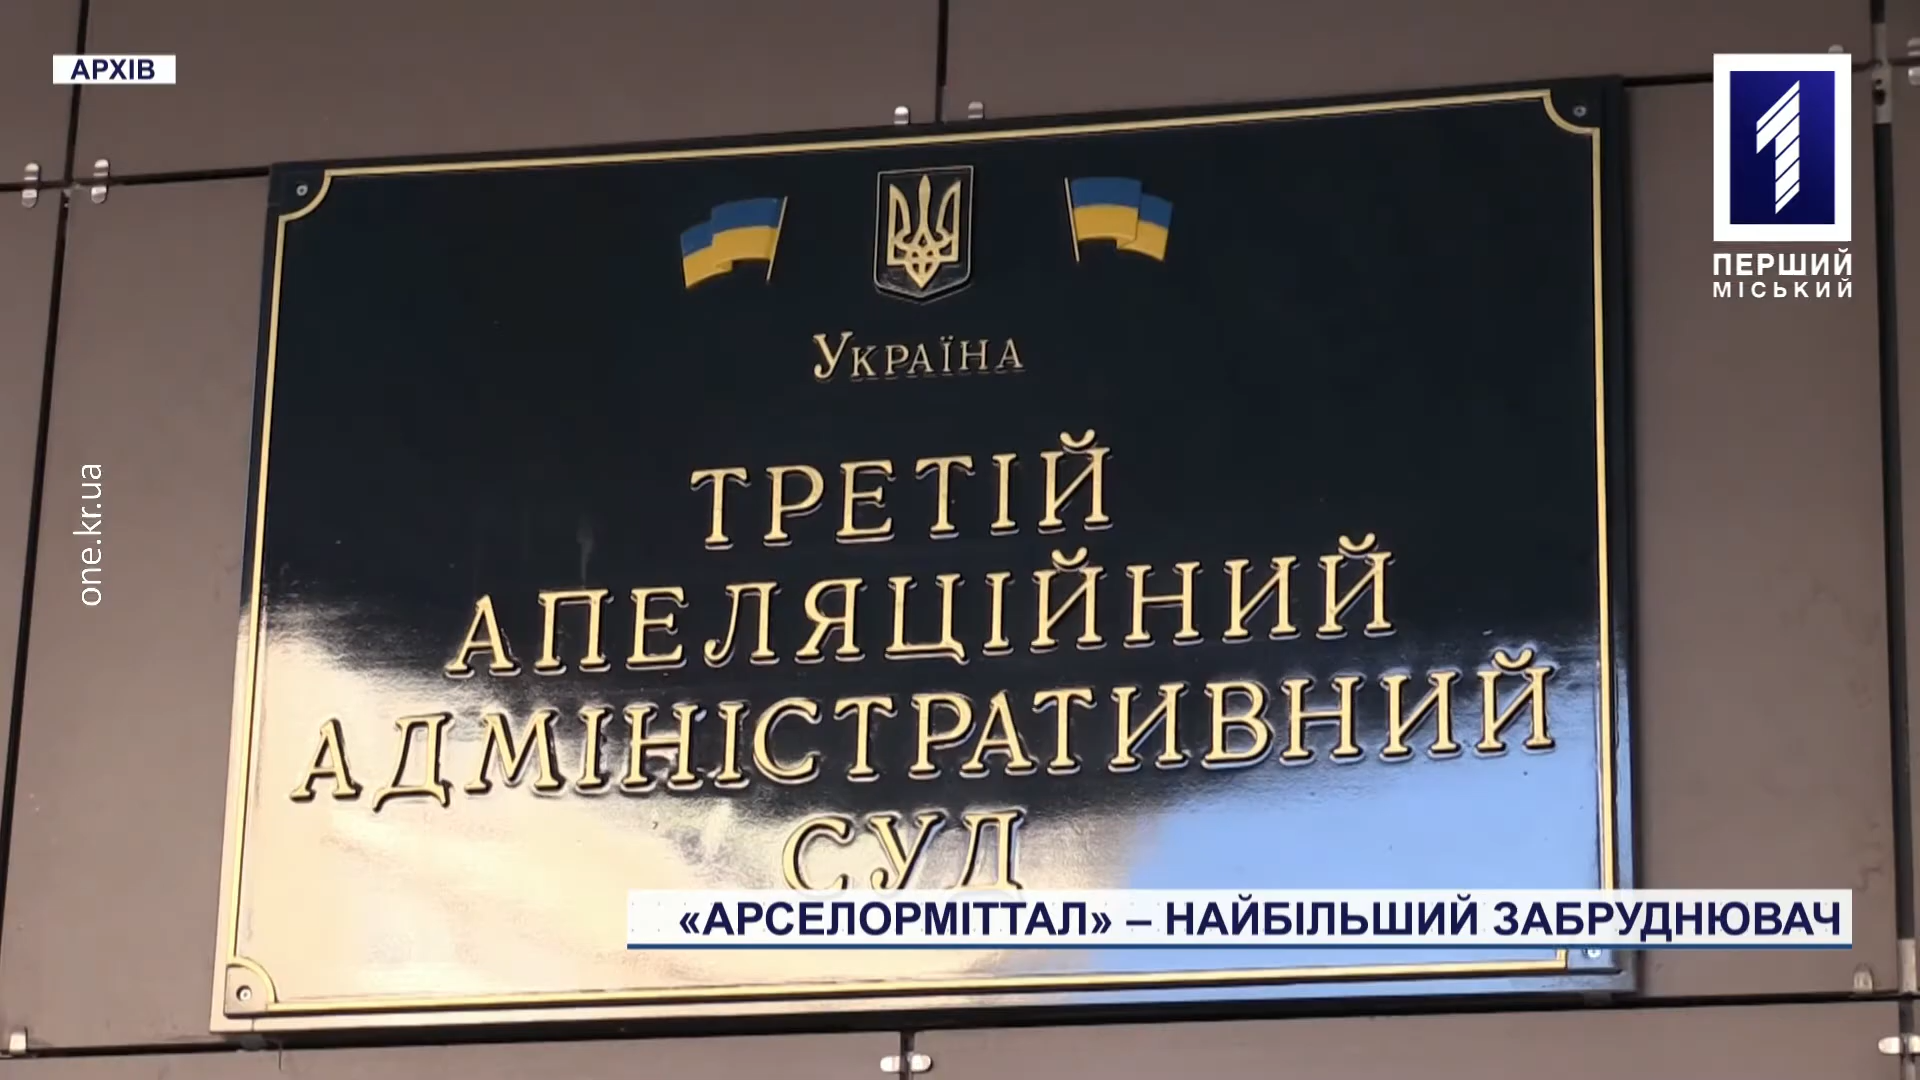 АРХІВ
ПЕРШИЙ
МІСЬКИЙ
one.kr.ua
УКРАЇНА
ТРЕТІЙ
АПЕЛЯЦІЙНИЙ
АДМІНІСТРАТИВНИЙ
СУД
«АРСЕЛОРМІТТАЛ» – НАЙБІЛЬШИЙ ЗАБРУДНЮВАЧ